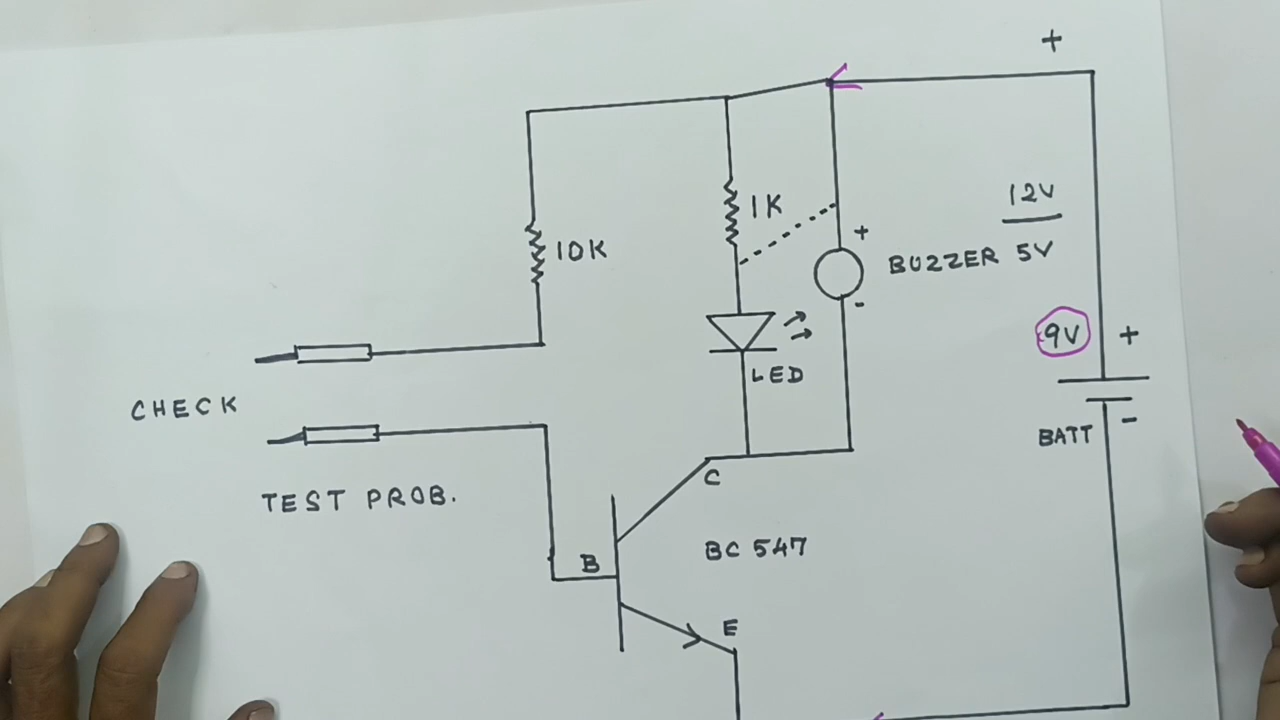 +
12V
1K
+
10K
BUZZER 5V
-
9V +
LED
CHECK
-
BATT
C
TEST PROB.
BC 547
B
E